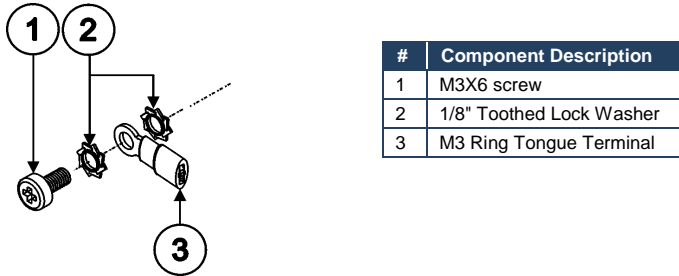 1 2
3
# Component Description
1 M3X6 screw
2 1/8" Toothed Lock Washer
3 M3 Ring Tongue Terminal